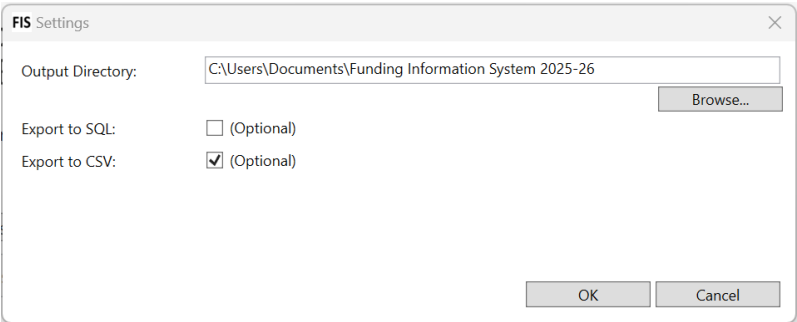 FIS Settings
Output Directory: C:\Users\Documents\Funding Information System 2025-26
Browse...
Export to SQL: (Optional)
Export to CSV: (Optional)
OK Cancel